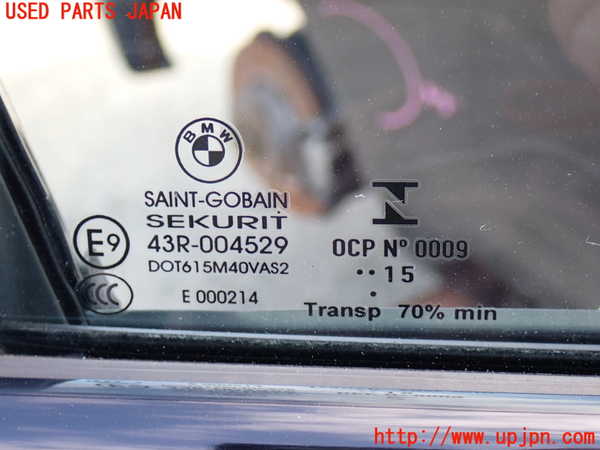 USED PARTS JAPAN
BMW
SAINT-GOBAIN
SEKURIT
E9
43R-004529
DOT615M40VAS2
CCC
E 000214
N
OCP Nº 0009
··15
.
Transp 70% min
http://www.upjpn.com/